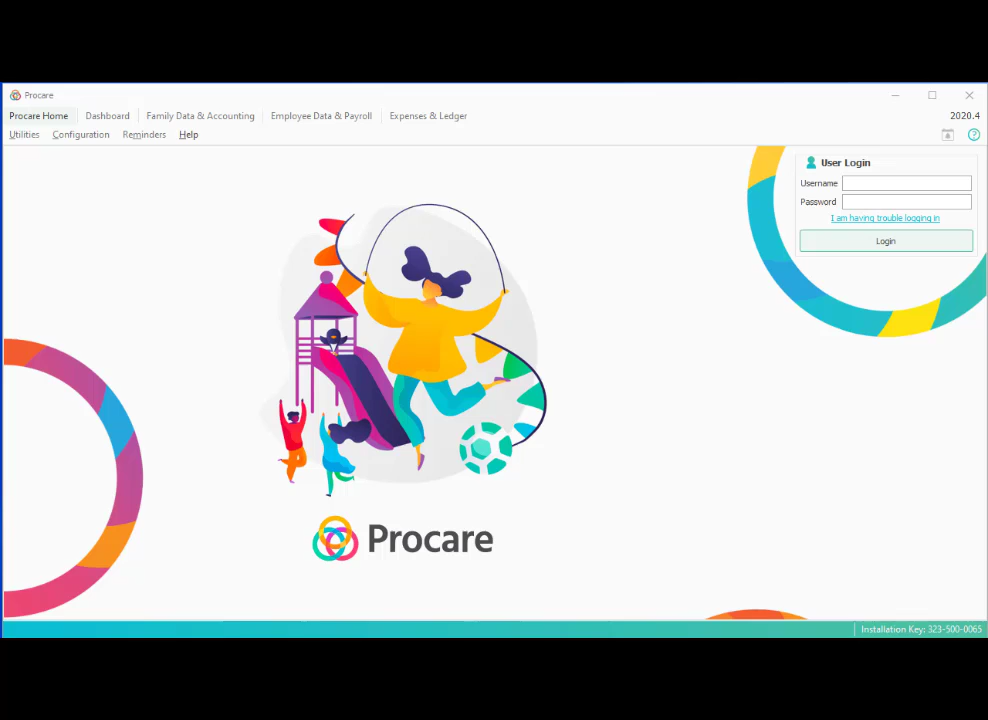 Procare
Procare Home Dashboard Family Data & Accounting Employee Data & Payroll Expenses & Ledger 2020.4
Utilities Configuration Reminders Help
User Login
Username
Password
I am having trouble logging in
Login
Procare
Installation Key: 323-500-0065